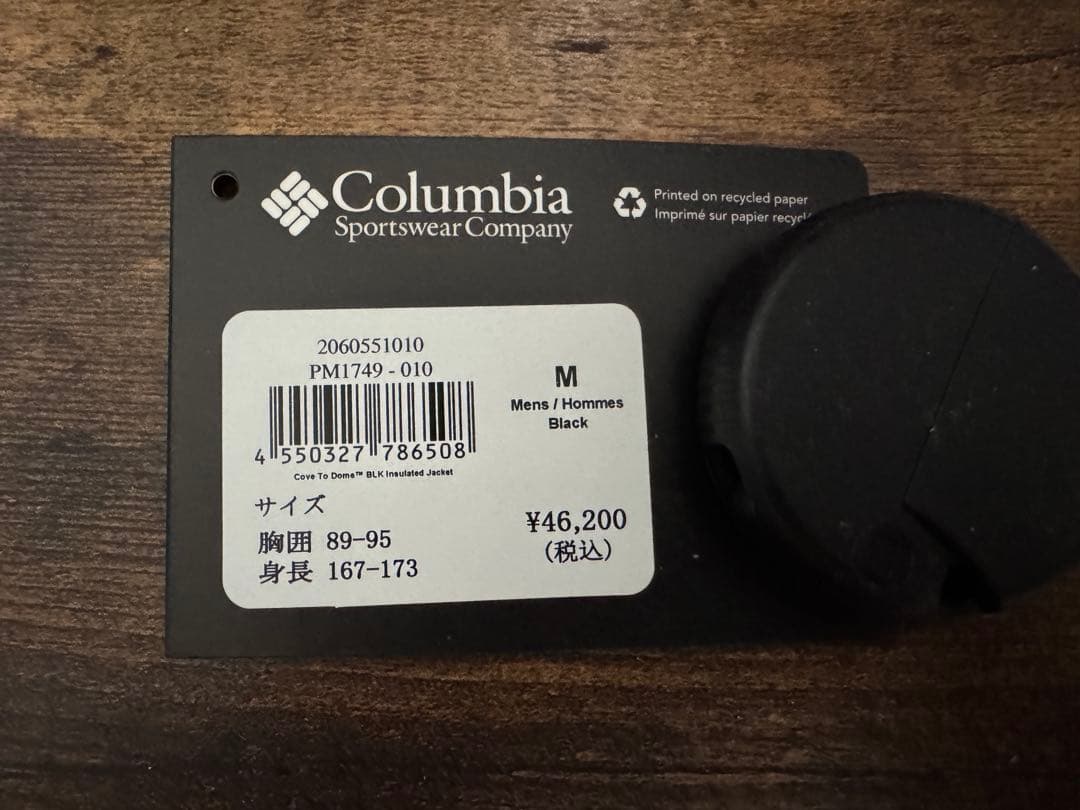 Columbia
Sportswear Company
Printed on recycled paper
Imprimé sur papier
2060551010
PM1749 - 010
4 550327 786508
Cove To Dome™ BLK Insulated Jacket
M
Mens / Hommes
Black
サイズ
胸囲 89-95
身長 167-173
¥46,200
(税込)